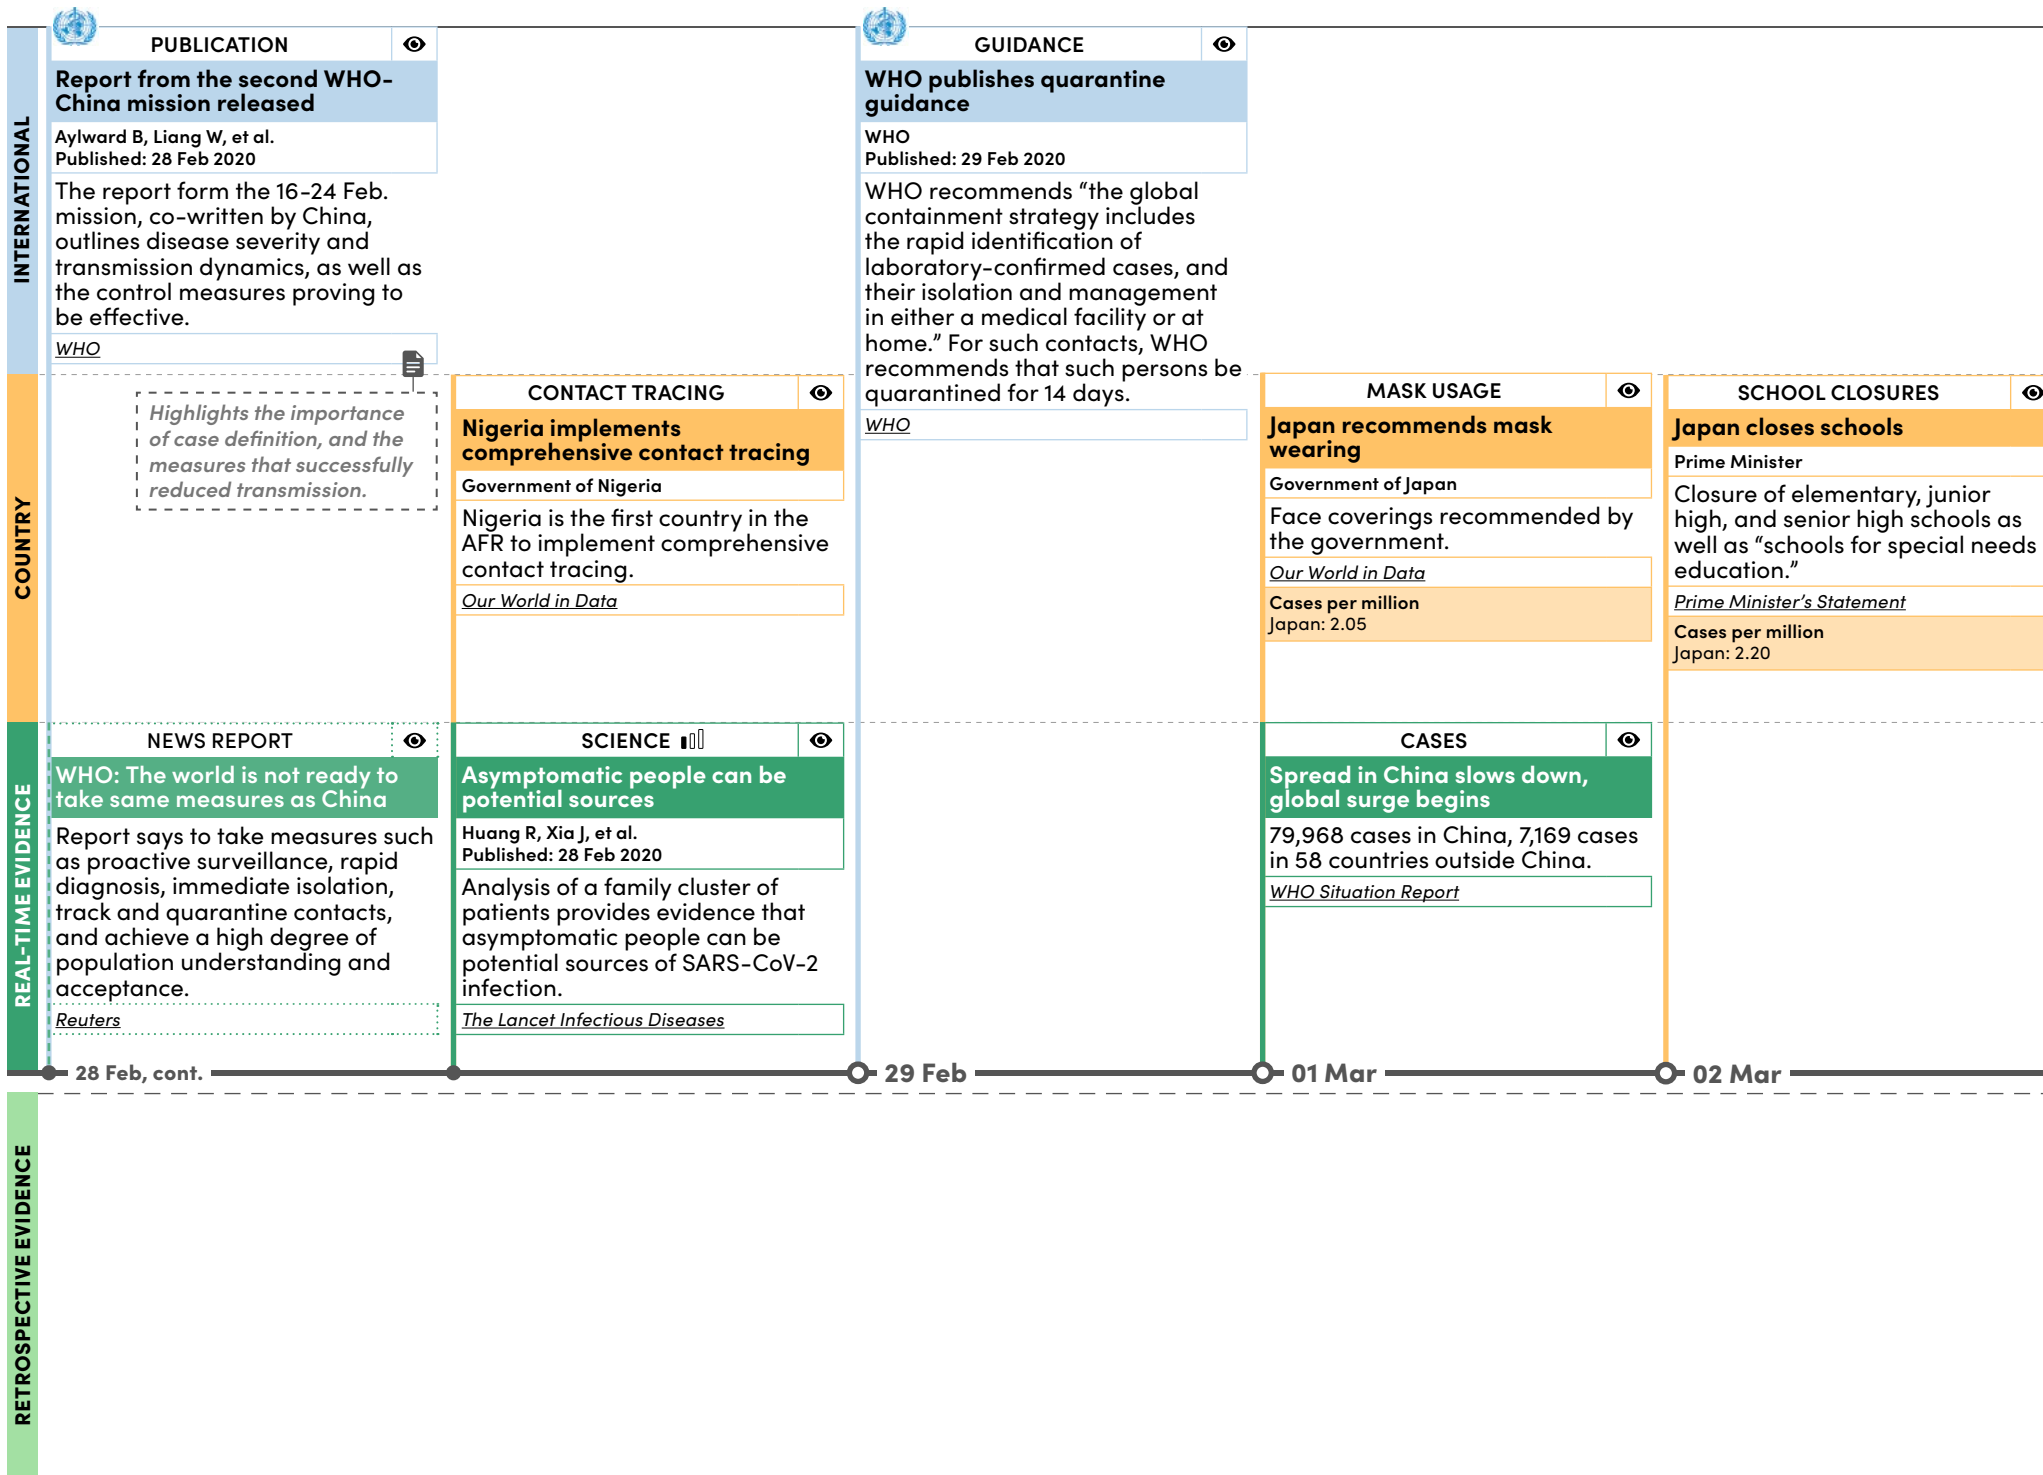 INTERNATIONAL
PUBLICATION
Report from the second WHO-
China mission released
Aylward B, Liang W, et al.
Published: 28 Feb 2020
The report form the 16-24 Feb.
mission, co-written by China,
outlines disease severity and
transmission dynamics, as well as
the control measures proving to
be effective.
WHO
Highlights the importance
of case definition, and the
measures that successfully
reduced transmission.
GUIDANCE
WHO publishes quarantine
guidance
WHO
Published: 29 Feb 2020
WHO recommends “the global
containment strategy includes
the rapid identification of
laboratory-confirmed cases, and
their isolation and management
in either a medical facility or at
home.” For such contacts, WHO
recommends that such persons be
quarantined for 14 days.
WHO
COUNTRY
CONTACT TRACING
Nigeria implements
comprehensive contact tracing
Government of Nigeria
Nigeria is the first country in the
AFR to implement comprehensive
contact tracing.
Our World in Data
MASK USAGE
Japan recommends mask
wearing
Government of Japan
Face coverings recommended by
the government.
Our World in Data
Cases per million
Japan: 2.05
SCHOOL CLOSURES
Japan closes schools
Prime Minister
Closure of elementary, junior
high, and senior high schools as
well as “schools for special needs
education.”
Prime Minister’s Statement
Cases per million
Japan: 2.20
REAL-TIME EVIDENCE
NEWS REPORT
WHO: The world is not ready to
take same measures as China
Report says to take measures such
as proactive surveillance, rapid
diagnosis, immediate isolation,
track and quarantine contacts,
and achieve a high degree of
population understanding and
acceptance.
Reuters
SCIENCE
Asymptomatic people can be
potential sources
Huang R, Xia J, et al.
Published: 28 Feb 2020
Analysis of a family cluster of
patients provides evidence that
asymptomatic people can be
potential sources of SARS-CoV-2
infection.
The Lancet Infectious Diseases
CASES
Spread in China slows down,
global surge begins
79,968 cases in China, 7,169 cases
in 58 countries outside China.
WHO Situation Report
28 Feb, cont.
29 Feb
01 Mar
02 Mar
RETROSPECTIVE EVIDENCE